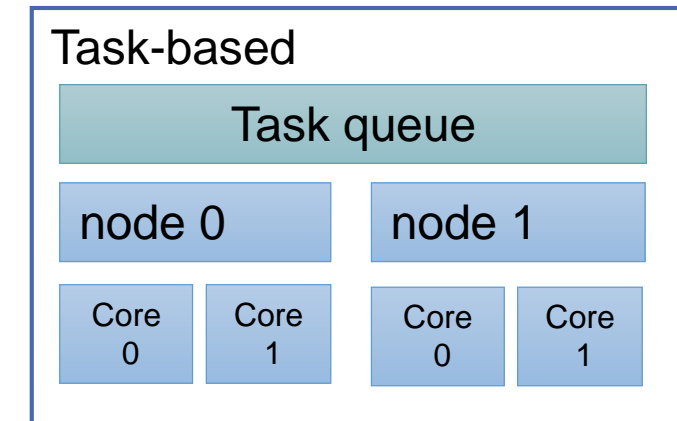 Task-based
Task queue
node 0
node 1
Core
0
Core
1
Core
0
Core
1